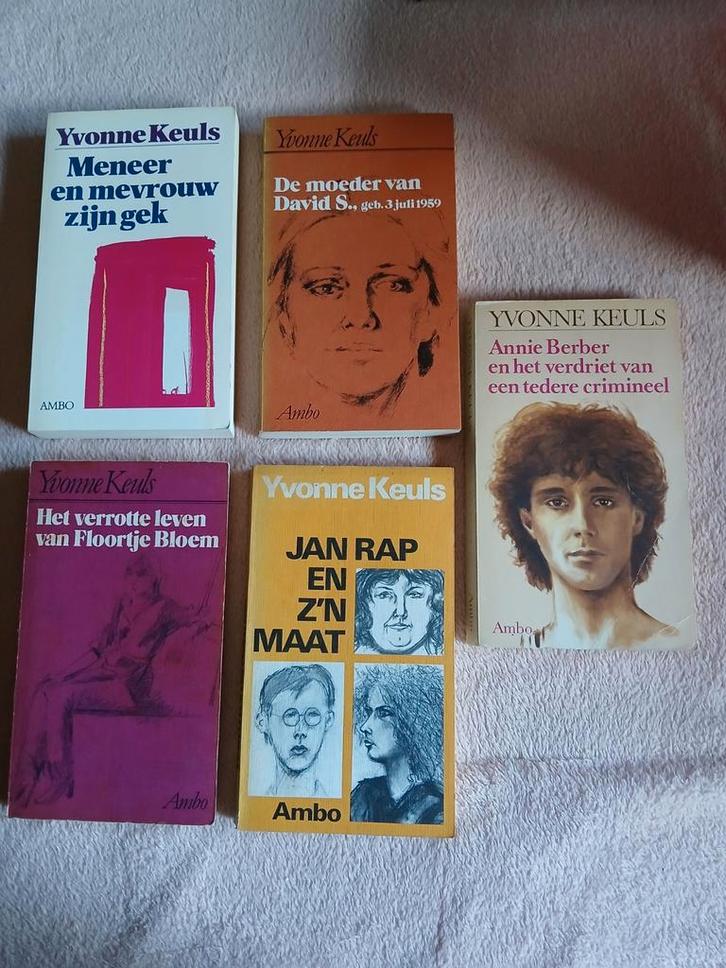 Yvonne Keuls
Meneer
en mevrouw
zijn gek
AMBO
Yvonne Keuls
De moeder van
David S., geb. 3 juli 1959
Ambo
YVONNE KEULS
Annie Berber
en het verdriet van
een tedere crimineel
Ambo
Yvonne Keuls
Het verrotte leven
van Floortje Bloem
Ambo
Yvonne Keuls
JAN RAP
EN
Z'N
MAAT
Ambo